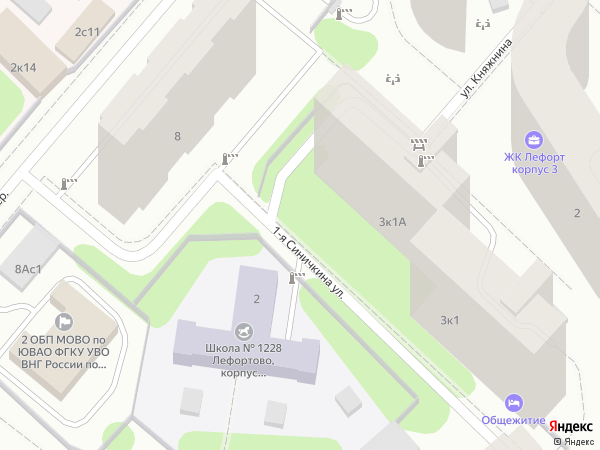 2с11
2к14
ул. Княжнина
8
ЖК Лефорт
корпус 3
ер.
3к1А
2
1-я Синичкина ул.
8Ас1
2
3к1
2 ОБП МОВО по
ЮВАО ФГКУ УВО
ВНГ России по...
Школа № 1228
Лефортово,
корпус...
Общежитие
Яндекс
© Яндекс